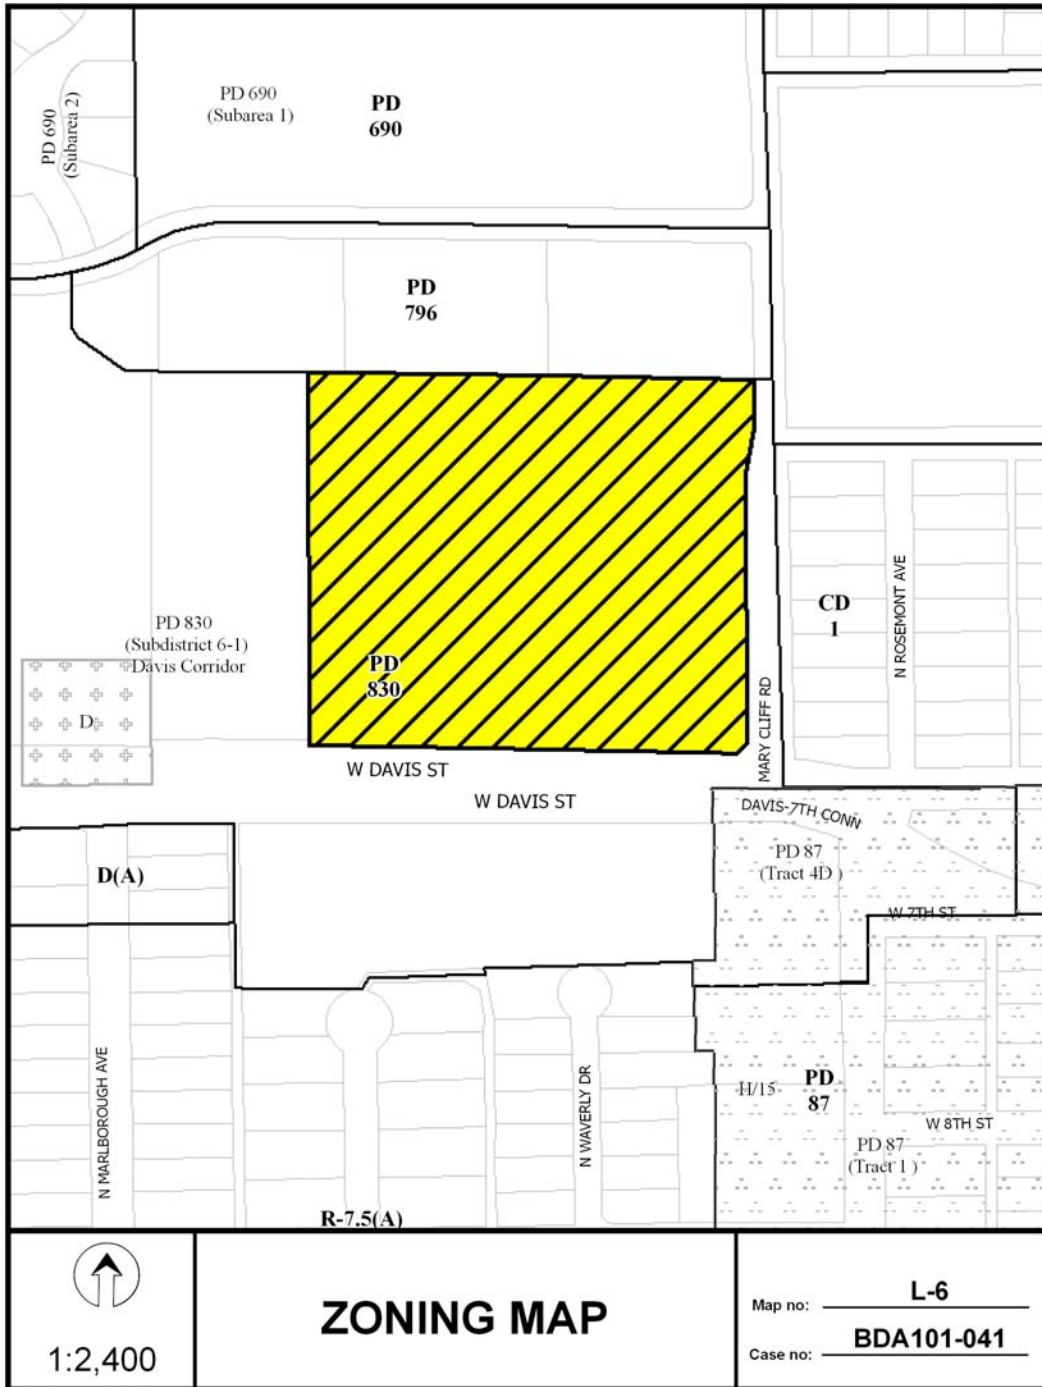 PD 690
(Subarea 2)
PD 690
(Subarea 1)
PD
690
PD
796
PD 830
(Subdistrict 6-1)
Davis Corridor
D
PD
830
CD
1
N ROSEMONT AVE
MARY CLIFF RD
W DAVIS ST
W DAVIS ST
DAVIS-7TH CONN
PD 87
(Tract 4D )
D(A)
W 7TH ST
N MARLBOROUGH AVE
N WAVERLY DR
H/15
PD
87
W 8TH ST
PD 87
(Tract 1 )
R-7.5(A)
1:2,400
ZONING MAP
Map no: L-6
Case no: BDA101-041